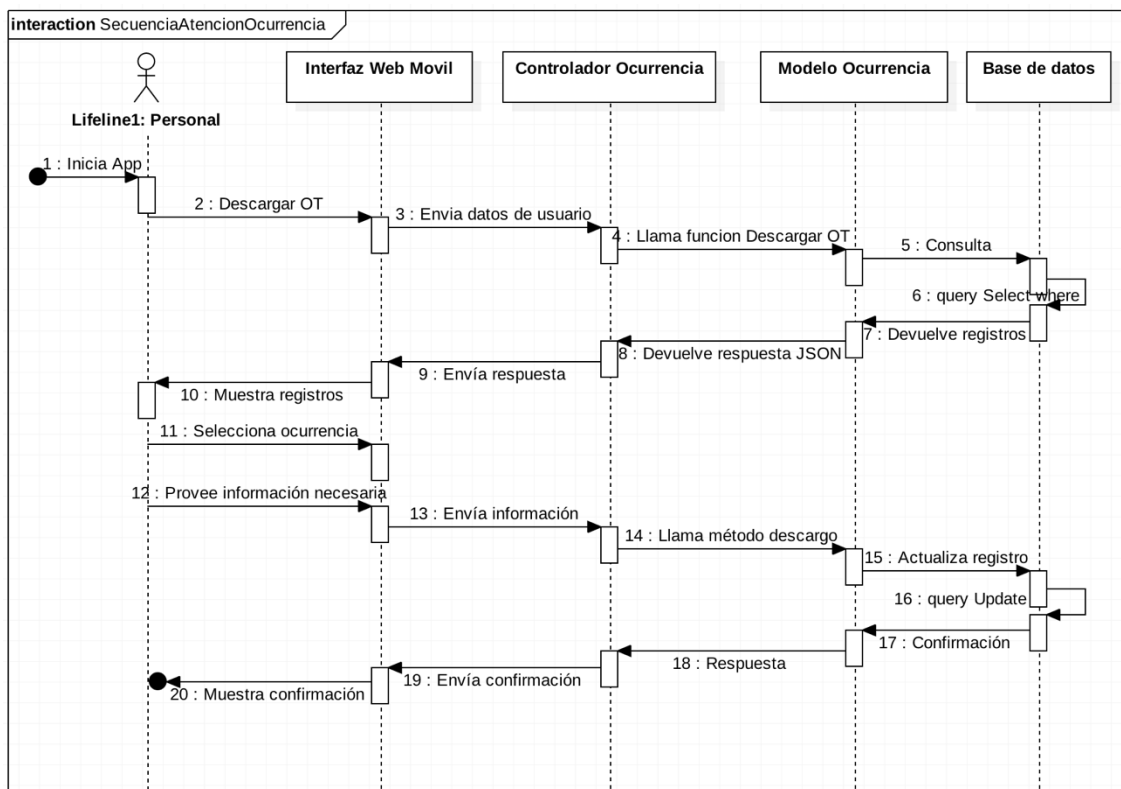 interaction SecuenciaAtencionOcurrencia
Interfaz Web Movil
Controlador Ocurrencia
Modelo Ocurrencia
Base de datos
Lifeline1: Personal
1 : Inicia App
2 : Descargar OT
3 : Envia datos de usuario
4 : Llama funcion Descargar OT
5 : Consulta
6 : query Select where
7 : Devuelve registros
8 : Devuelve respuesta JSON
9 : Envía respuesta
10 : Muestra registros
11 : Selecciona ocurrencia
12 : Provee información necesaria
13 : Envía información
14 : Llama método descargo
15 : Actualiza registro
16 : query Update
17 : Confirmación
18 : Respuesta
19 : Envía confirmación
20 : Muestra confirmación